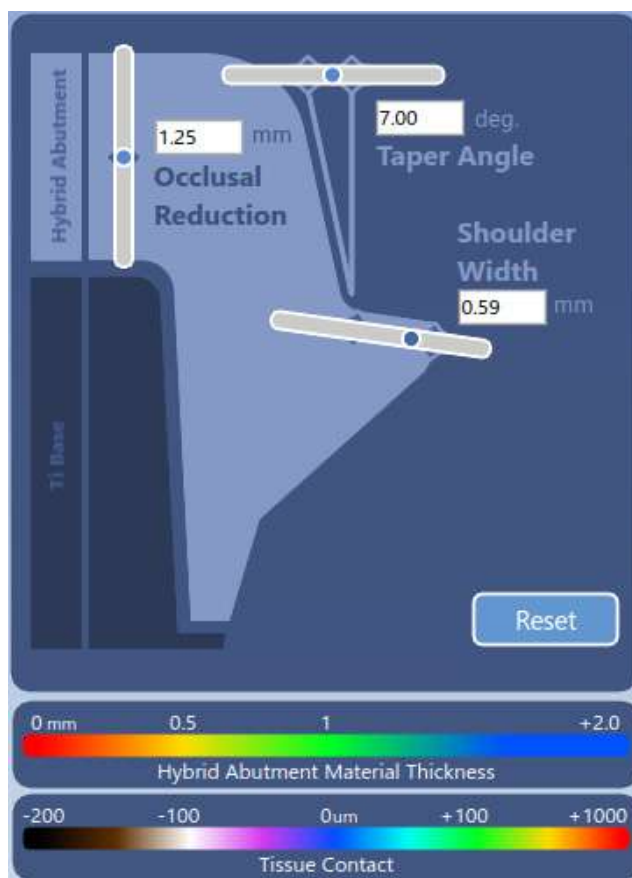 Hybrid Abutment
1.25 mm
Occlusal
Reduction
7.00 deg.
Taper Angle
Shoulder
Width
0.59 mm
Ti Base
Reset
0 mm 0.5 1 +2.0
Hybrid Abutment Material Thickness
-200 -100 0um +100 +1000
Tissue Contact